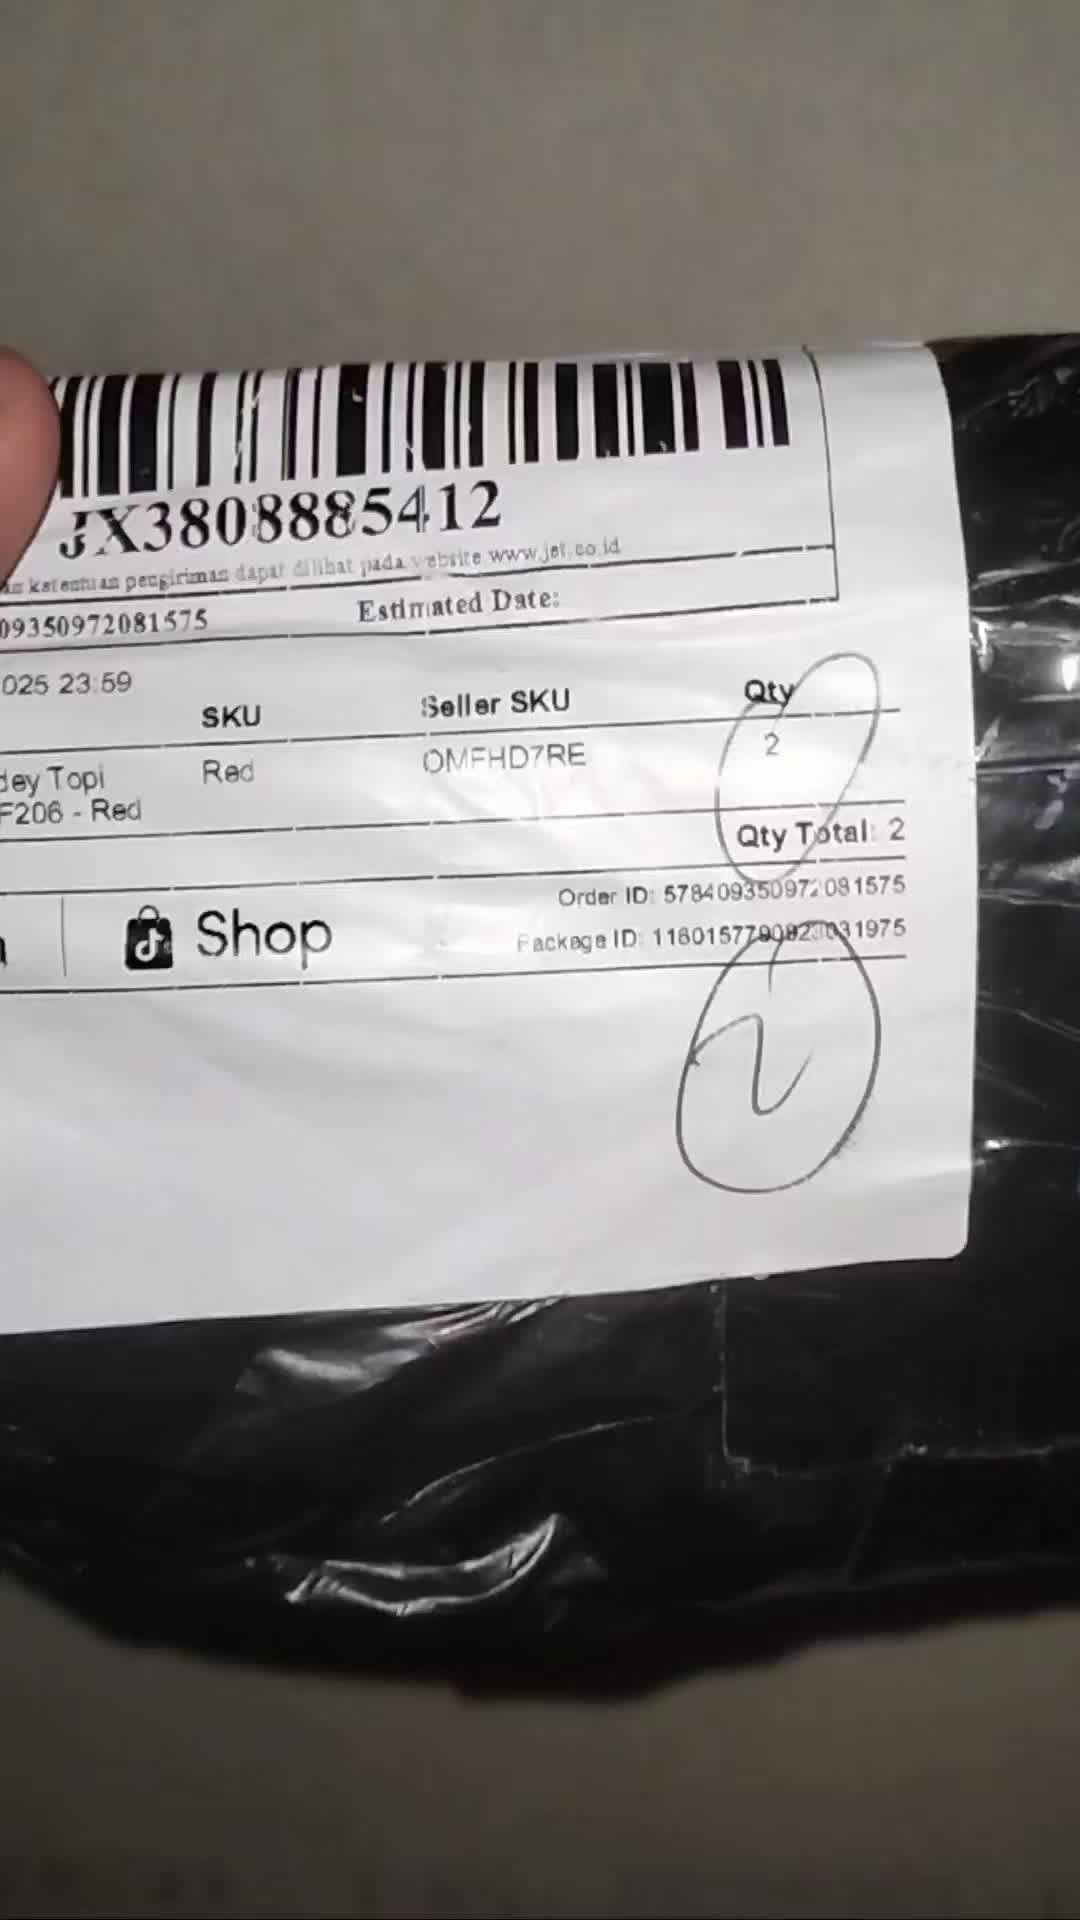 JX3808885412
ketentuan pengiriman dapat dilihat pada website www.jet.co.id
09350972081575 Estimated Date:
025 23:59
SKU Seller SKU Qty
dey Topi Red OMFHD7RE 2
F206 - Red
Qty Total: 2
Order ID: 578409350972081575
Shop
Package ID: 1160157790823031975
2